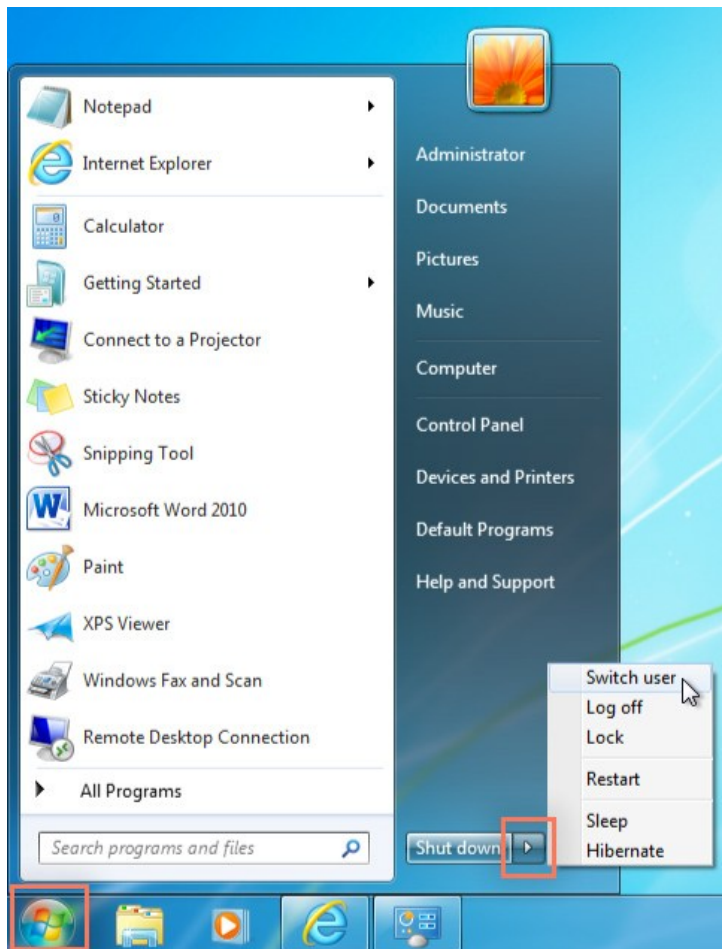 Notepad
Internet Explorer
Calculator
Getting Started
Connect to a Projector
Sticky Notes
Snipping Tool
Microsoft Word 2010
Paint
XPS Viewer
Windows Fax and Scan
Remote Desktop Connection
All Programs
Search programs and files
Administrator
Documents
Pictures
Music
Computer
Control Panel
Devices and Printers
Default Programs
Help and Support
Shut down
Switch user
Log off
Lock
Restart
Sleep
Hibernate